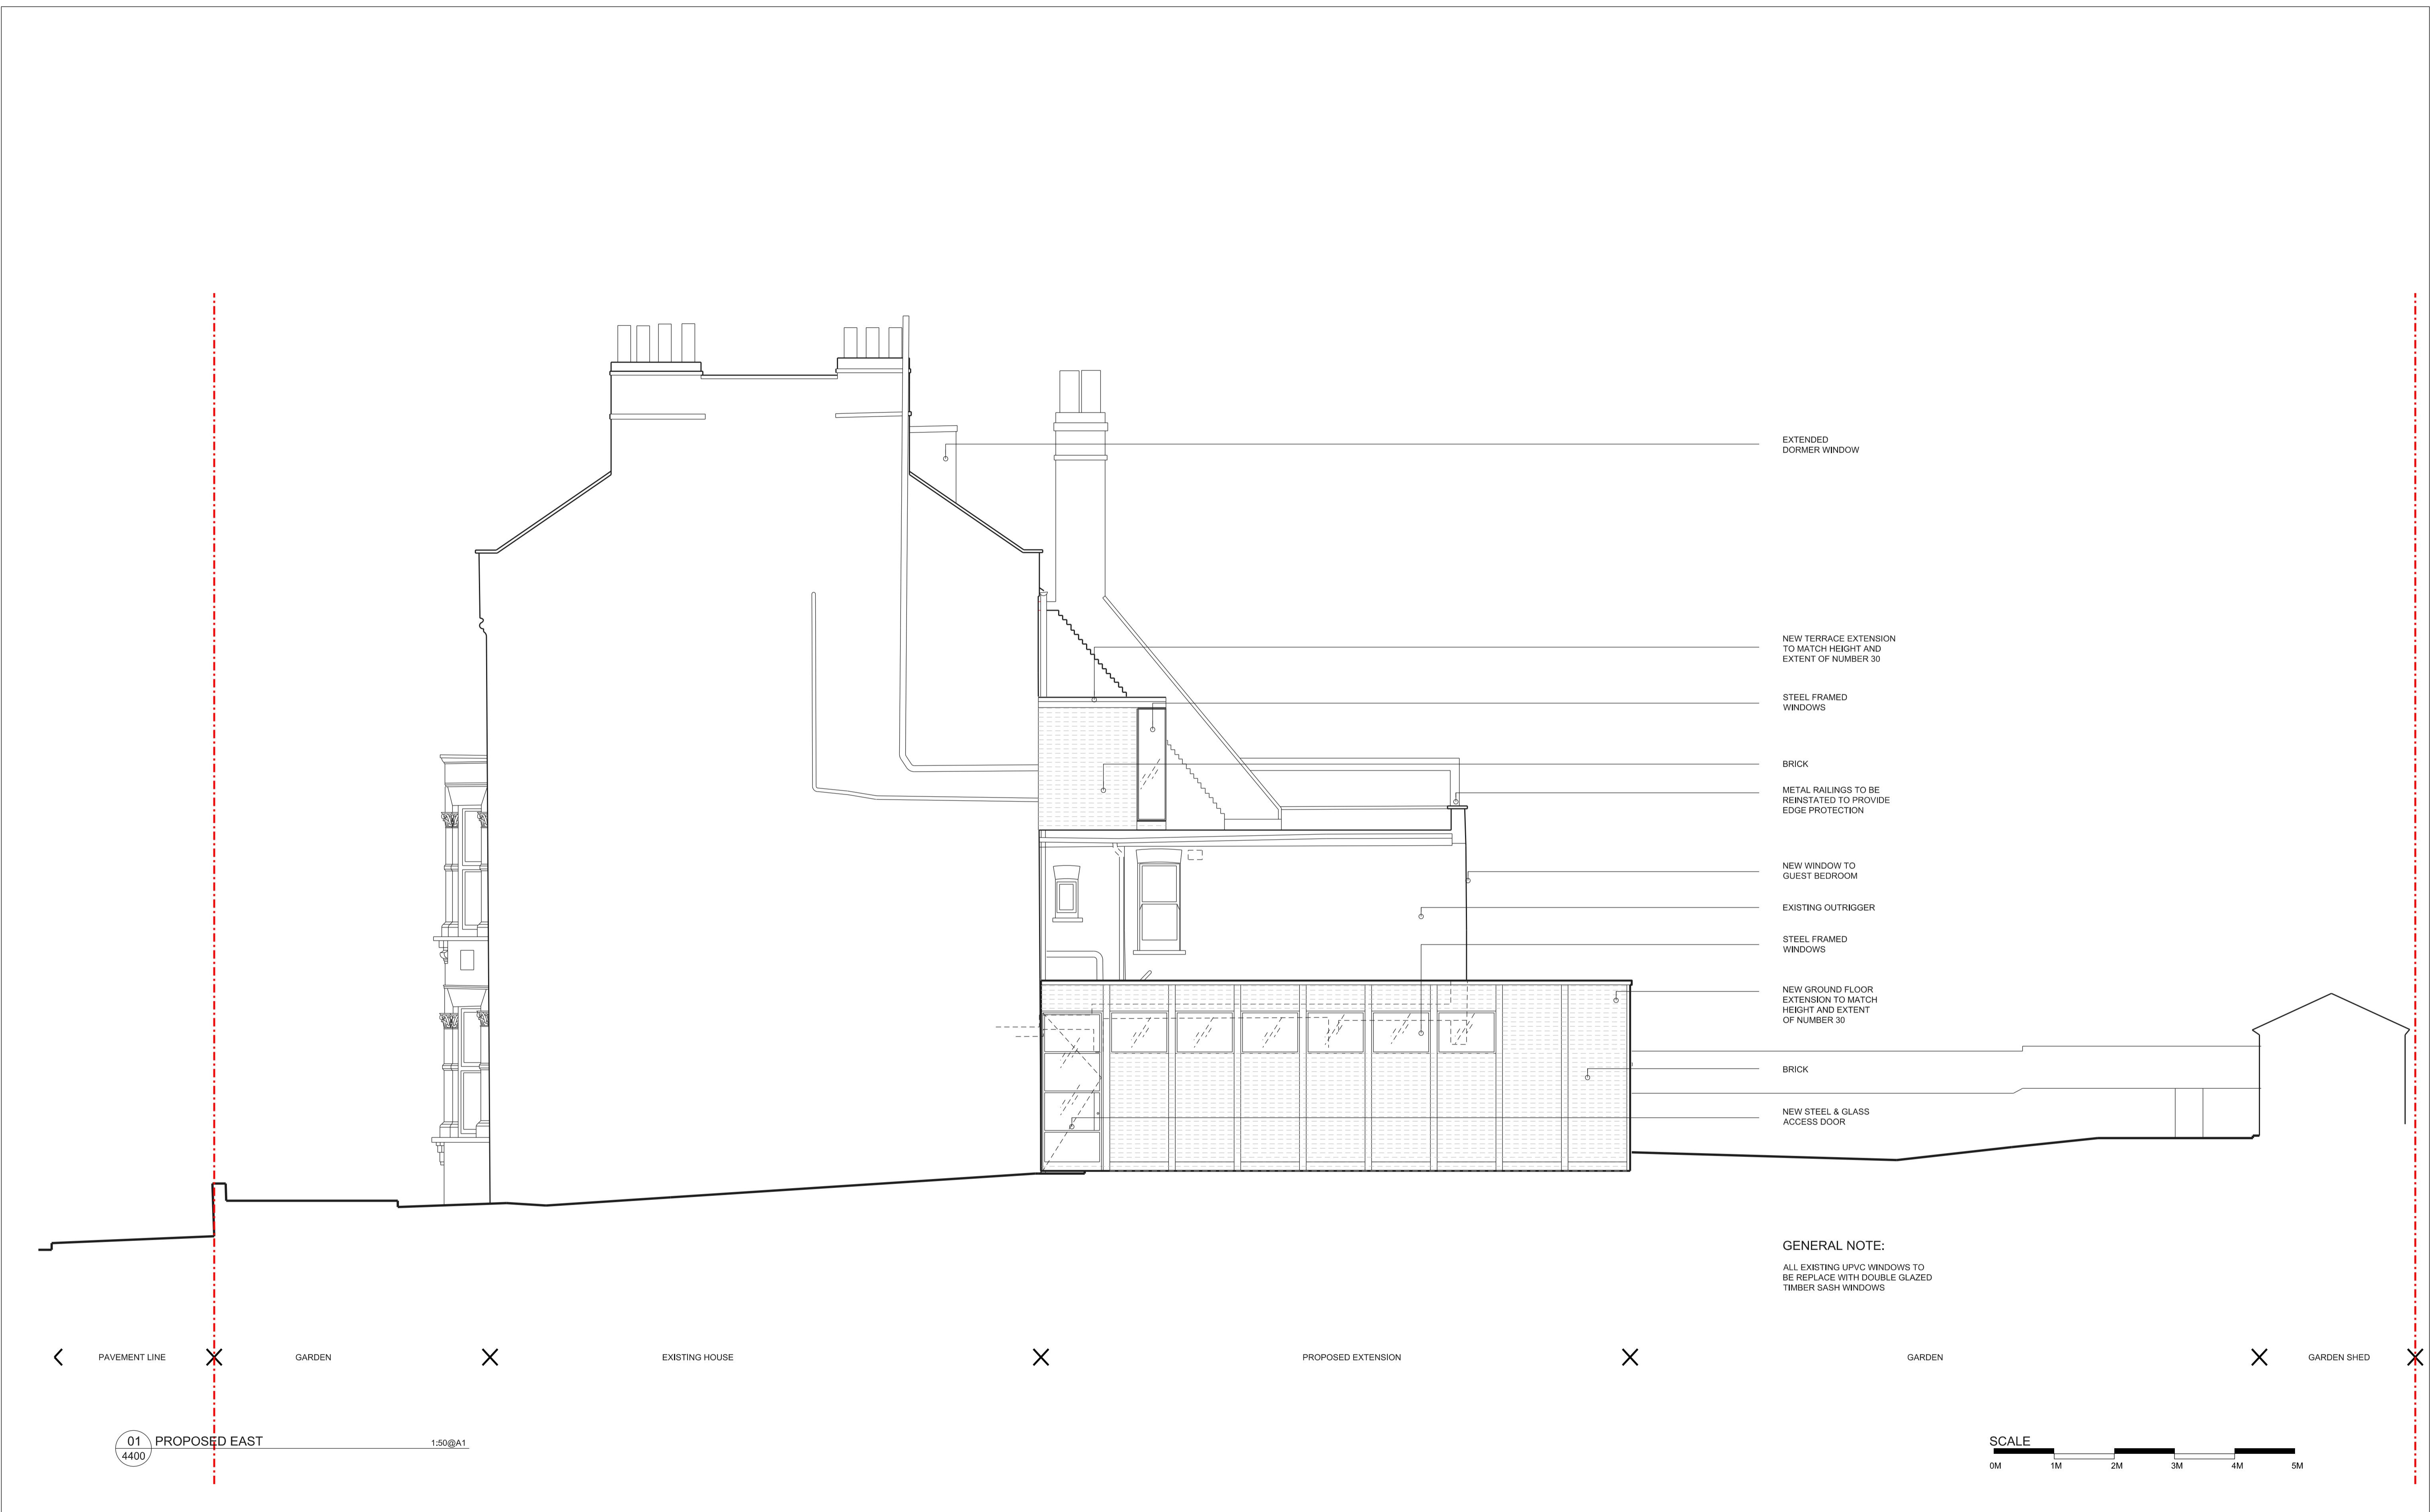 EXTENDED
DORMER WINDOW
NEW TERRACE EXTENSION
TO MATCH HEIGHT AND
EXTENT OF NUMBER 30
STEEL FRAMED
WINDOWS
BRICK
METAL RAILINGS TO BE
REINSTATED TO PROVIDE
EDGE PROTECTION
NEW WINDOW TO
GUEST BEDROOM
EXISTING OUTRIGGER
STEEL FRAMED
WINDOWS
NEW GROUND FLOOR
EXTENSION TO MATCH
HEIGHT AND EXTENT
OF NUMBER 30
BRICK
NEW STEEL & GLASS
ACCESS DOOR
GENERAL NOTE:
ALL EXISTING UPVC WINDOWS TO
BE REPLACE WITH DOUBLE GLAZED
TIMBER SASH WINDOWS
PAVEMENT LINE
GARDEN
EXISTING HOUSE
PROPOSED EXTENSION
GARDEN
GARDEN SHED
01
4400
PROPOSED EAST
1:50@A1
SCALE
0M 1M 2M 3M 4M 5M